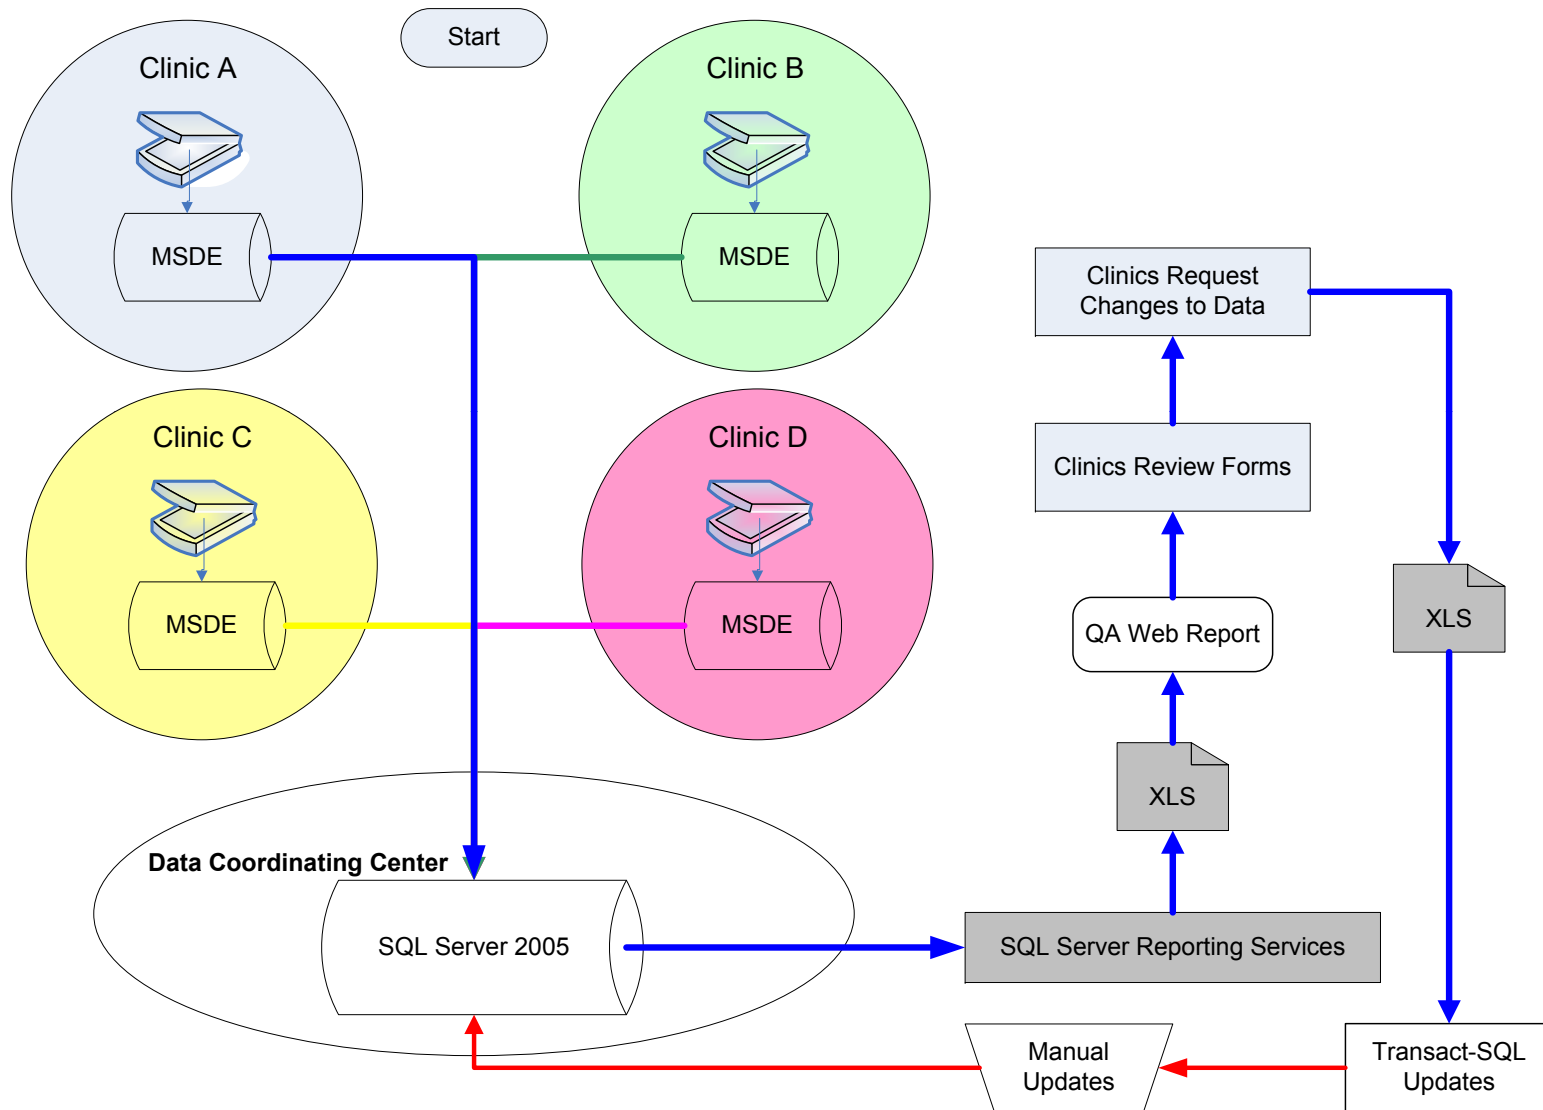 Start
Clinic A
MSDE
Clinic B
MSDE
Clinic C
MSDE
Clinic D
MSDE
Data Coordinating Center
SQL Server 2005
SQL Server Reporting Services
XLS
QA Web Report
Clinics Review Forms
Clinics Request
Changes to Data
XLS
Transact-SQL
Updates
Manual
Updates